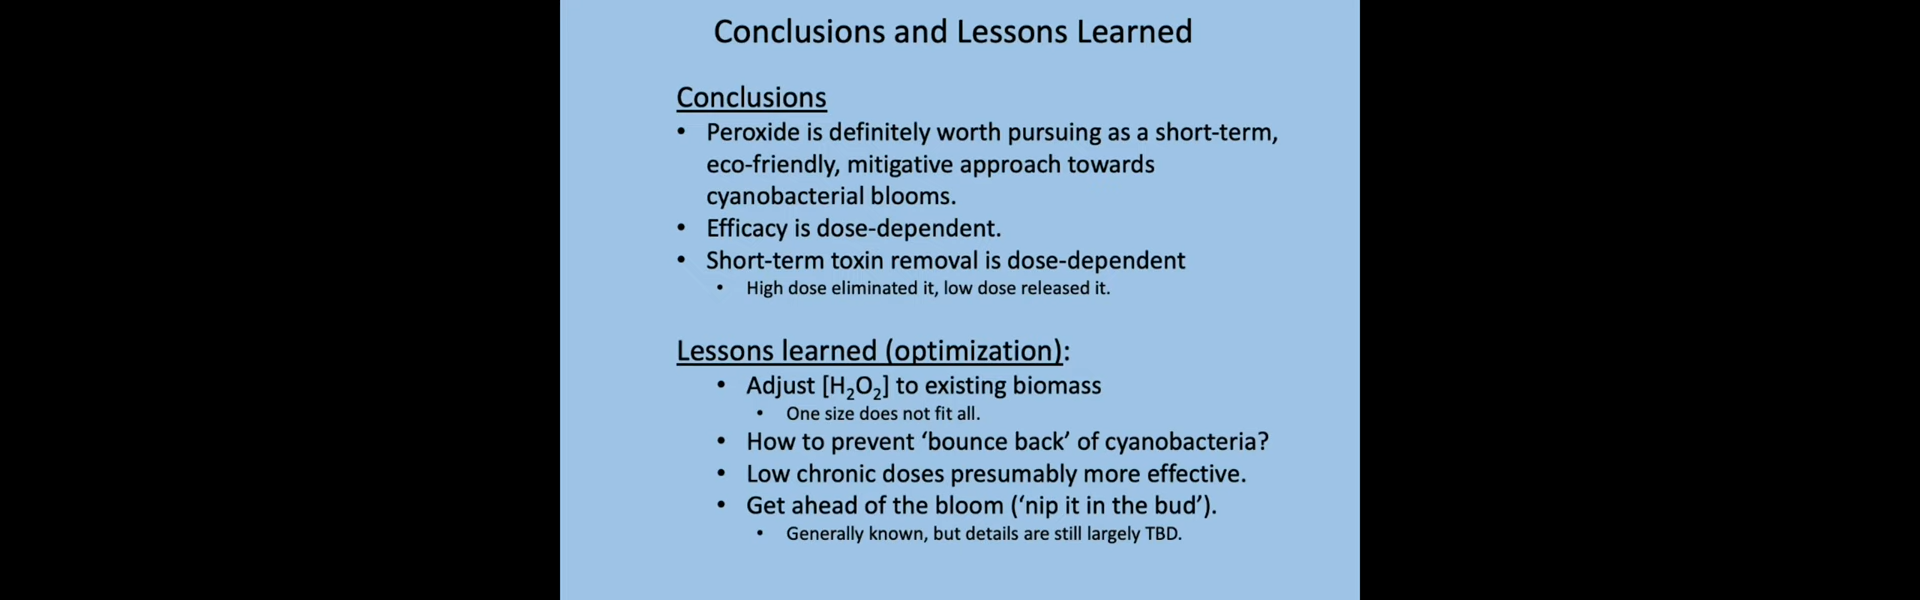 Conclusions and Lessons Learned
Conclusions
• Peroxide is definitely worth pursuing as a short-term,
eco-friendly, mitigative approach towards
cyanobacterial blooms.
• Efficacy is dose-dependent.
• Short-term toxin removal is dose-dependent
• High dose eliminated it, low dose released it.
Lessons learned (optimization):
• Adjust [H₂O₂] to existing biomass
• One size does not fit all.
• How to prevent ‘bounce back’ of cyanobacteria?
• Low chronic doses presumably more effective.
• Get ahead of the bloom (‘nip it in the bud’).
• Generally known, but details are still largely TBD.